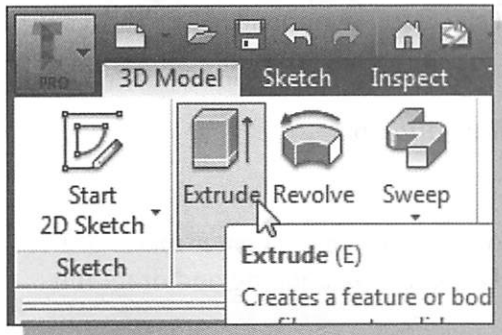 PRO
3D Model Sketch Inspect
Start
2D Sketch
Extrude Revolve Sweep
Sketch
Extrude (E)
Creates a feature or bod